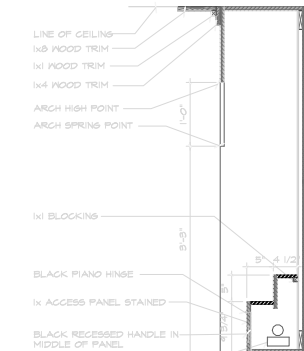 LINE OF CEILING
1x8 WOOD TRIM
1x1 WOOD TRIM
1x4 WOOD TRIM
ARCH HIGH POINT
ARCH SPRING POINT
1'-0"
1x1 BLOCKING
3'-3"
5" 4 1/2"
BLACK PIANO HINGE
5"
1x ACCESS PANEL STAINED
BLACK RECESSED HANDLE IN
MIDDLE OF PANEL